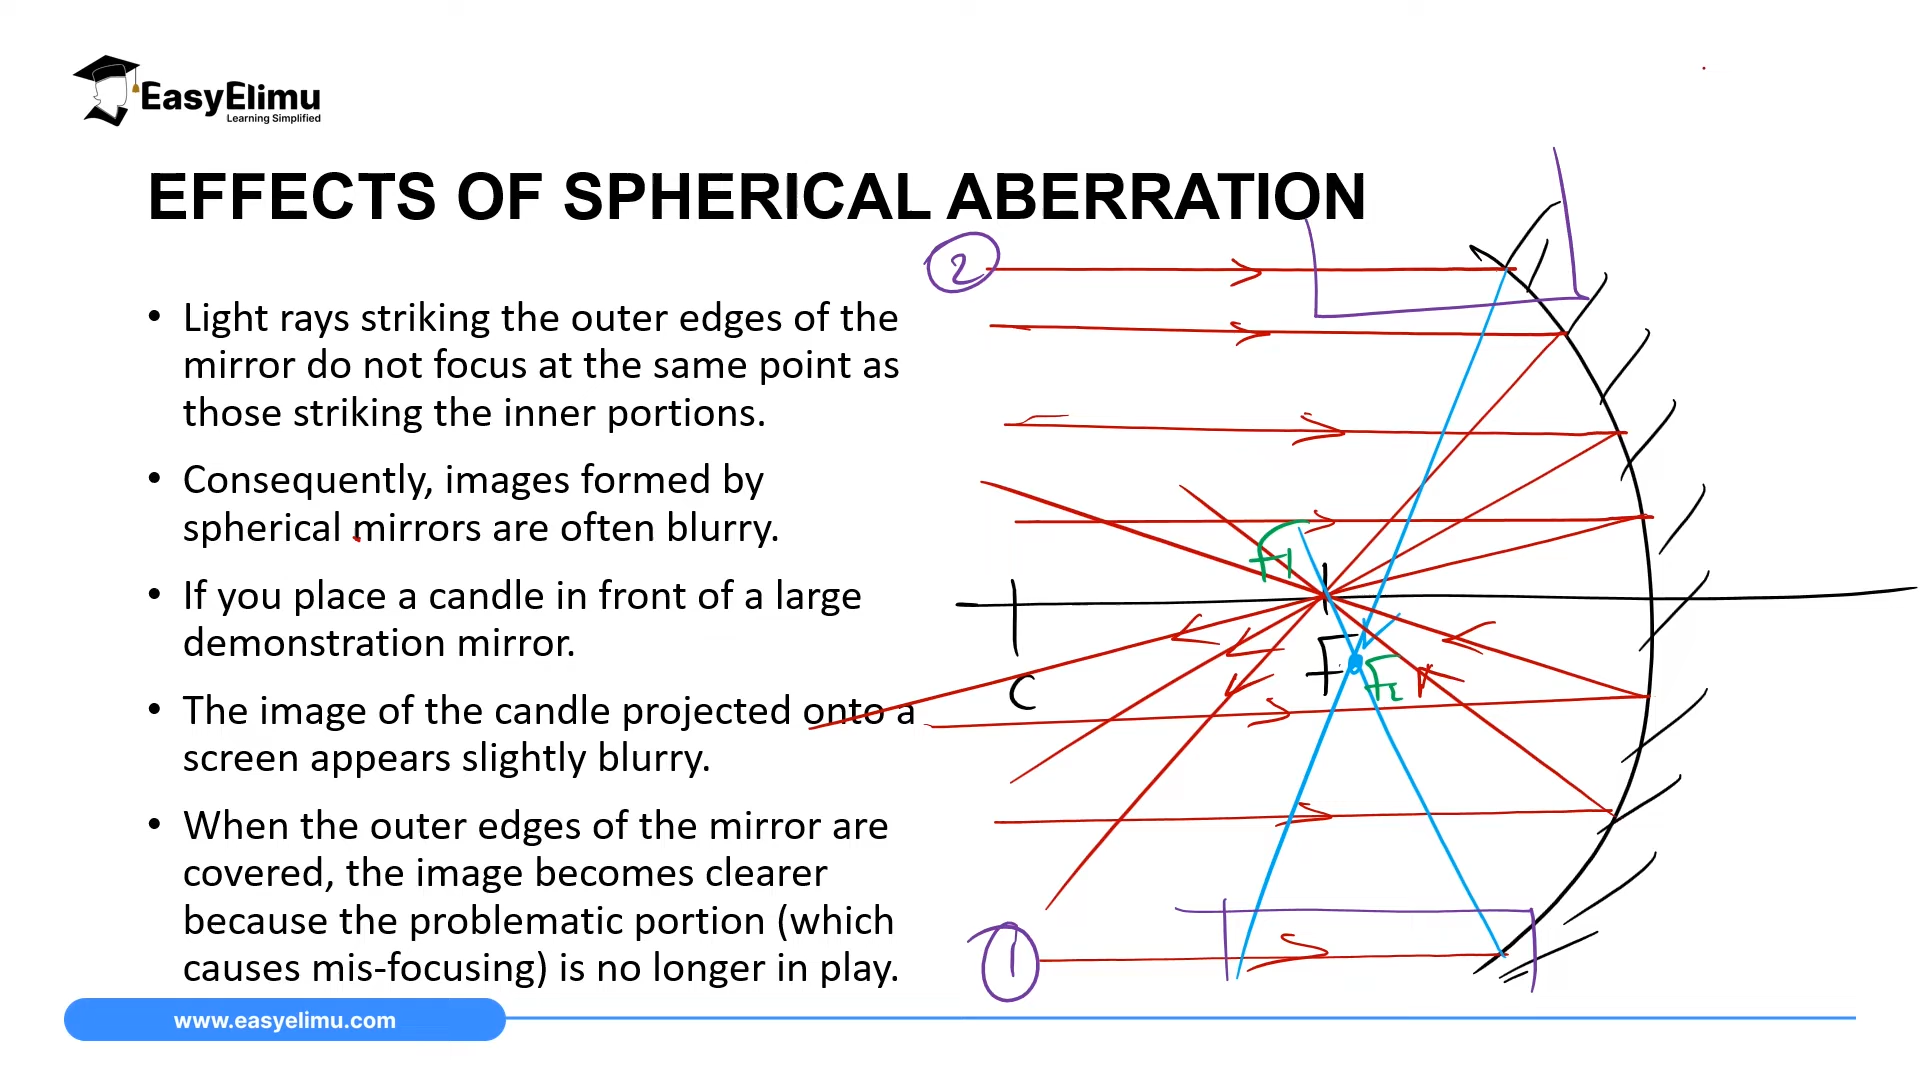 EasyElimu
Learning Simplified
EFFECTS OF SPHERICAL ABERRATION
• Light rays striking the outer edges of the
mirror do not focus at the same point as
those striking the inner portions.
• Consequently, images formed by
spherical mirrors are often blurry.
• If you place a candle in front of a large
demonstration mirror.
• The image of the candle projected onto a
screen appears slightly blurry.
• When the outer edges of the mirror are
covered, the image becomes clearer
because the problematic portion (which
causes mis-focusing) is no longer in play.
2
F1
F
F2
C
1
www.easyelimu.com